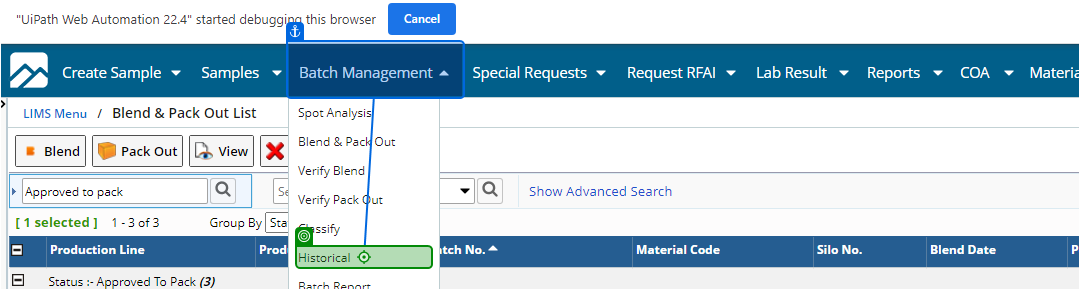 "UiPath Web Automation 22.4" started debugging this browser Cancel
Create Sample Samples Batch Management Special Requests Request RFAI Lab Result Reports COA Materia
LIMS Menu / Blend & Pack Out List
Spot Analysis
Blend & Pack Out
Blend Pack Out View
Verify Blend
Approved to pack Se Show Advanced Search
Verify Pack Out
[ 1 selected ] 1 - 3 of 3 Group By Sta
Classify
Production Line Produ atch No. Material Code Silo No. Blend Date P
Historical
Status :- Approved To Pack (3)
Batch Report